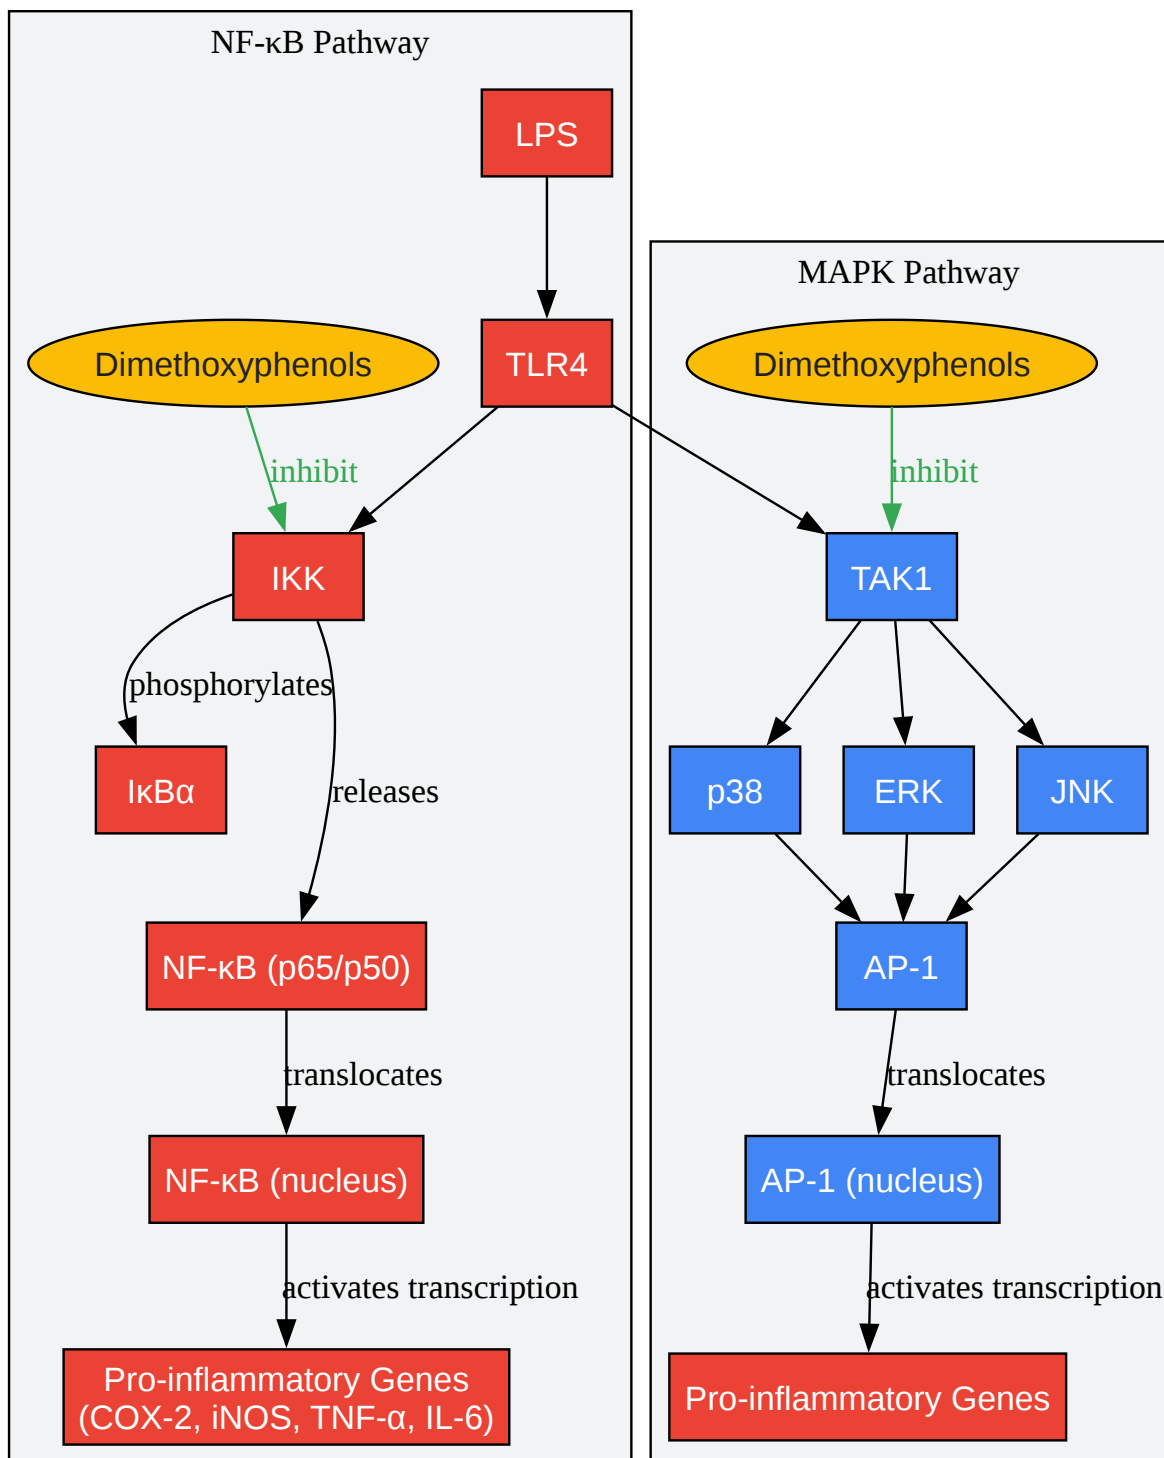 NF-κB Pathway
LPS
MAPK Pathway
Dimethoxyphenols
TLR4
Dimethoxyphenols
inhibit
inhibit
IKK
TAK1
phosphorylates
IκBα
releases
p38
ERK
JNK
NF-κB (p65/p50)
AP-1
translocates
translocates
NF-κB (nucleus)
AP-1 (nucleus)
activates transcription
activates transcription
Pro-inflammatory Genes
(COX-2, iNOS, TNF-α, IL-6)
Pro-inflammatory Genes